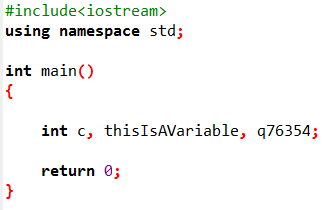 #include<iostream>
using namespace std;
int main()
{
int c, thisIsAVariable, q76354;
return 0;
}